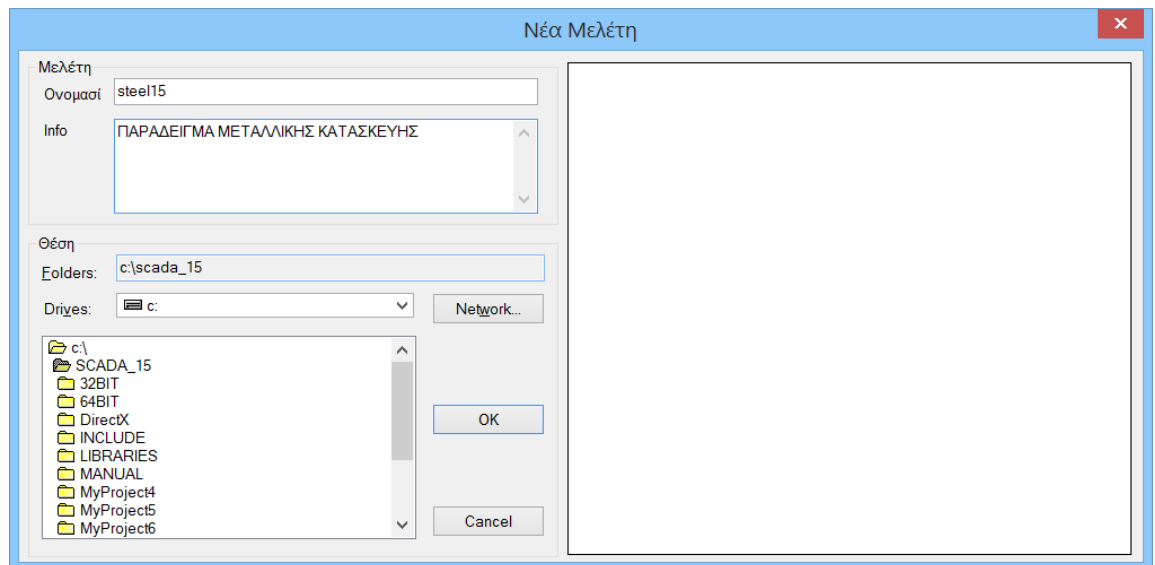 Νέα Μελέτη
Μελέτη
Ονομασί steel15
Info ΠΑΡΑΔΕΙΓΜΑ ΜΕΤΑΛΛΙΚΗΣ ΚΑΤΑΣΚΕΥΗΣ
Θέση
Folders: c:\scada_15
Drives: c: Network...
c:\
SCADA_15
32BIT
64BIT
DirectX
INCLUDE
LIBRARIES
MANUAL
MyProject4
MyProject5
MyProject6
OK
Cancel